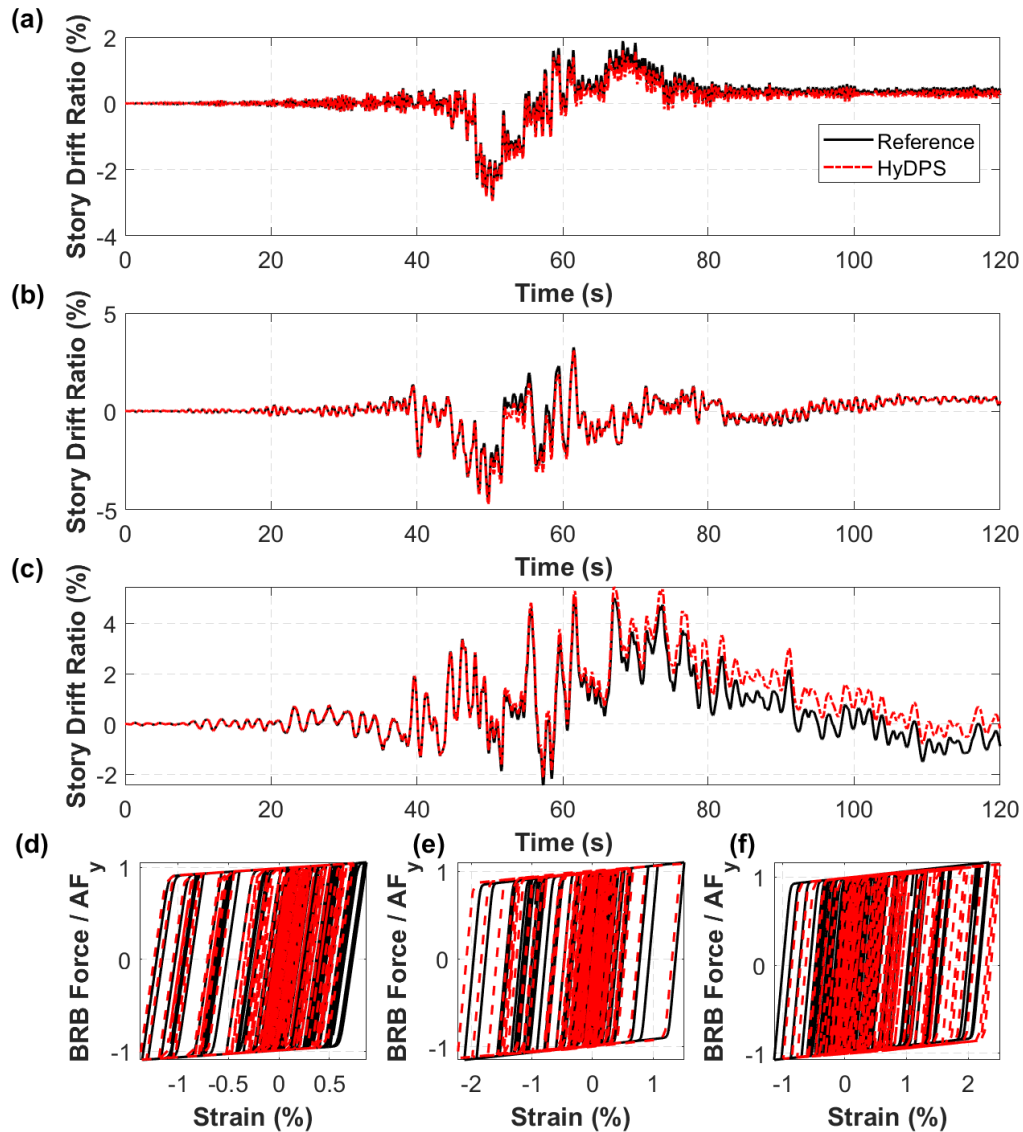 (a)
Story Drift Ratio (%)
2
0
-2
-4
Reference
HyDPS
0 20 40 60 80 100 120
Time (s)
(b)
Story Drift Ratio (%)
5
0
-5
0 20 40 60 80 100 120
Time (s)
(c)
Story Drift Ratio (%)
4
2
0
-2
0 20 40 60 80 100 120
Time (s)
(d)
BRB Force / AFy
1
0
-1
-1 -0.5 0 0.5
Strain (%)
(e)
BRB Force / AFy
1
0
-1
-2 -1 0 1
Strain (%)
(f)
BRB Force / AFy
1
0
-1
-1 0 1 2
Strain (%)